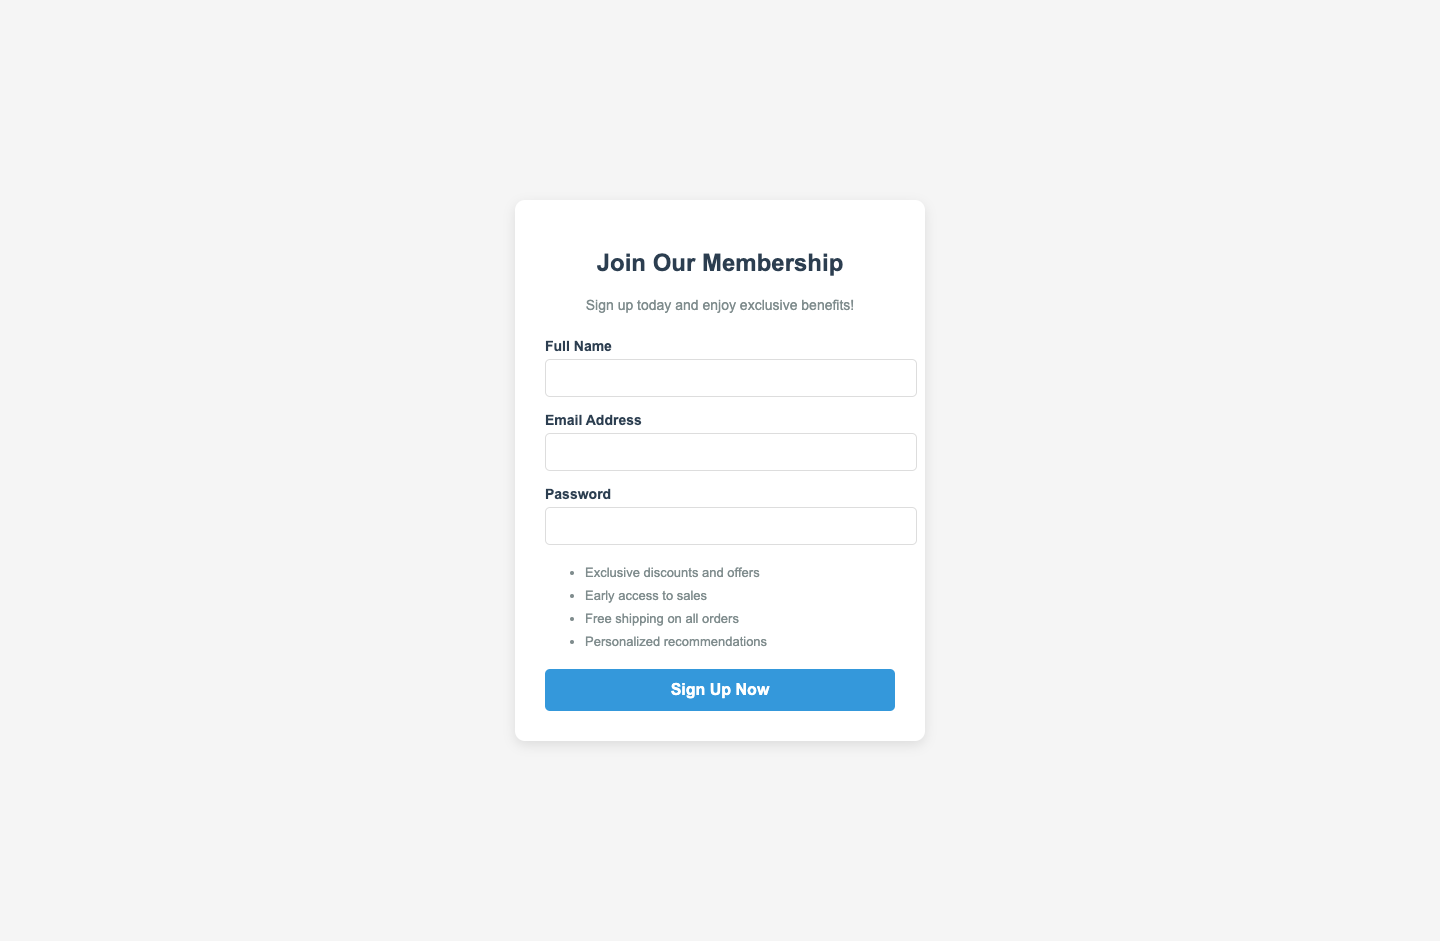 Join Our Membership
Sign up today and enjoy exclusive benefits!
Full Name
Email Address
Password
• Exclusive discounts and offers
• Early access to sales
• Free shipping on all orders
• Personalized recommendations
Sign Up Now